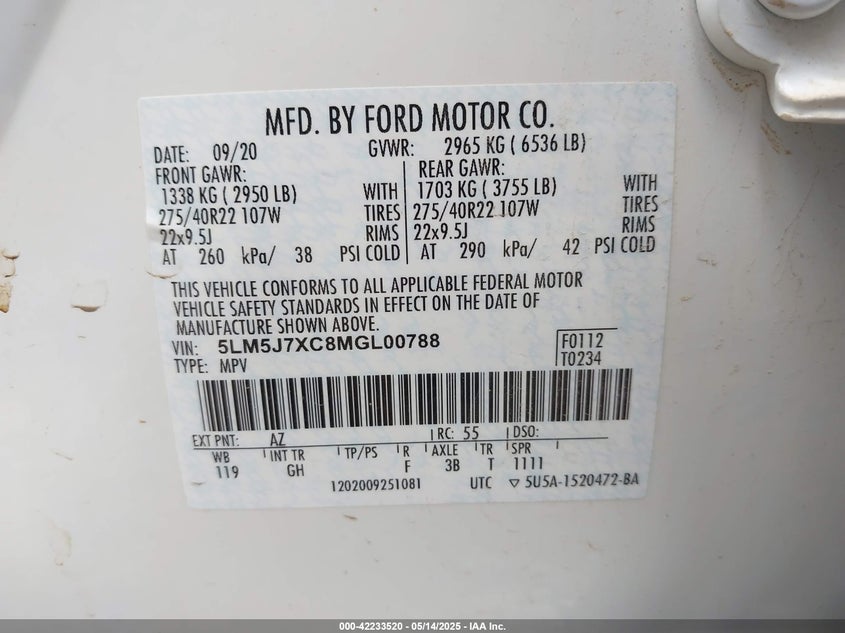 MFD. BY FORD MOTOR CO.
DATE: 09/20 GVWR: 2965 KG ( 6536 LB)
FRONT GAWR: REAR GAWR:
1338 KG ( 2950 LB) WITH 1703 KG ( 3755 LB) WITH
275/40R22 107W TIRES 275/40R22 107W TIRES
22x9.5J RIMS 22x9.5J RIMS
AT 260 kPa/ 38 PSI COLD AT 290 kPa/ 42 PSI COLD
THIS VEHICLE CONFORMS TO ALL APPLICABLE FEDERAL MOTOR
VEHICLE SAFETY STANDARDS IN EFFECT ON THE DATE OF
MANUFACTURE SHOWN ABOVE.
VIN: 5LM5J7XC8MGL00788 F0112
TYPE: MPV T0234
EXT PNT: AZ RC: 55 DSO:
WB INT TR TP/PS R AXLE TR SPR
119 GH F 3B T 1111
1202009251081 UTC ▽ 5U5A-1520472-BA
000-42233520 - 05/14/2025 - IAA Inc.